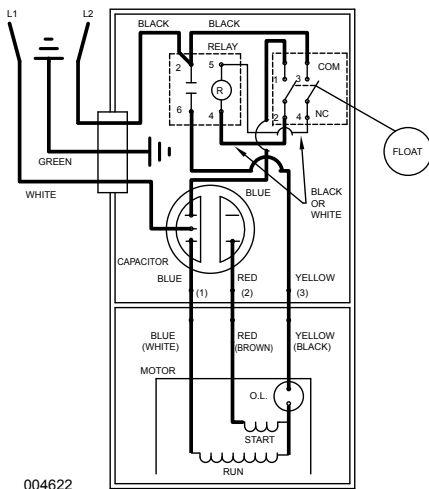 L1
L2
BLACK
BLACK
RELAY
2
5
R
6
4
1
3
COM
2
4
NC
FLOAT
GREEN
WHITE
BLUE
BLACK
OR
WHITE
CAPACITOR
BLUE
RED
YELLOW
(1)
(2)
(3)
BLUE
(WHITE)
RED
(BROWN)
YELLOW
(BLACK)
MOTOR
O.L.
START
RUN
004622